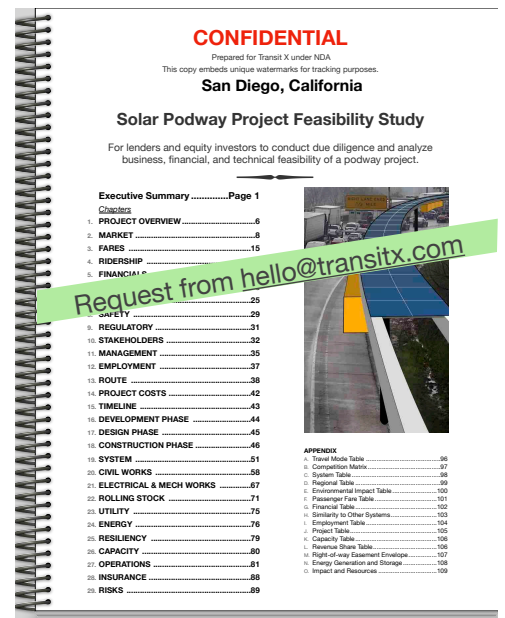 CONFIDENTIAL
Prepared for Transit X under NDA
This copy embeds unique watermarks for tracking purposes.
San Diego, California
Solar Podway Project Feasibility Study
For lenders and equity investors to conduct due diligence and analyze
business, financial, and technical feasibility of a podway project.
Executive Summary ..............Page 1
Chapters
1. PROJECT OVERVIEW ..................................6
2. MARKET ..................................8
3. FARES ..................................15
4. RIDERSHIP
5. FINANCIALS
Request from hello@transitx.com
25
8. SAFETY ..................................29
9. REGULATORY ..................................31
10. STAKEHOLDERS ..................................32
11. MANAGEMENT ..................................35
12. EMPLOYMENT ..................................37
13. ROUTE ..................................38
14. PROJECT COSTS ..................................42
15. TIMELINE ..................................43
16. DEVELOPMENT PHASE ..................................44
17. DESIGN PHASE ..................................45
18. CONSTRUCTION PHASE ..................................46
19. SYSTEM ..................................51
20. CIVIL WORKS ..................................58
21. ELECTRICAL & MECH WORKS ..................................67
22. ROLLING STOCK ..................................71
23. UTILITY ..................................75
24. ENERGY ..................................76
25. RESILIENCY ..................................79
26. CAPACITY ..................................80
27. OPERATIONS ..................................81
28. INSURANCE ..................................88
29. RISKS ..................................89
APPENDIX
A. Travel Mode Table ..................................96
B. Competition Matrix ..................................97
C. System Table ..................................98
D. Regional Table ..................................99
E. Environmental Impact Table ..................................100
F. Passenger Fare Table ..................................101
G. Financial Table ..................................102
H. Similarity to Other Systems ..................................103
I. Employment Table ..................................104
J. Project Table ..................................105
K. Capacity Table ..................................106
L. Revenue Share Table ..................................106
M. Right-of-way Easement Envelope ..................................107
N. Energy Generation and Storage ..................................108
O. Impact and Resources ..................................109